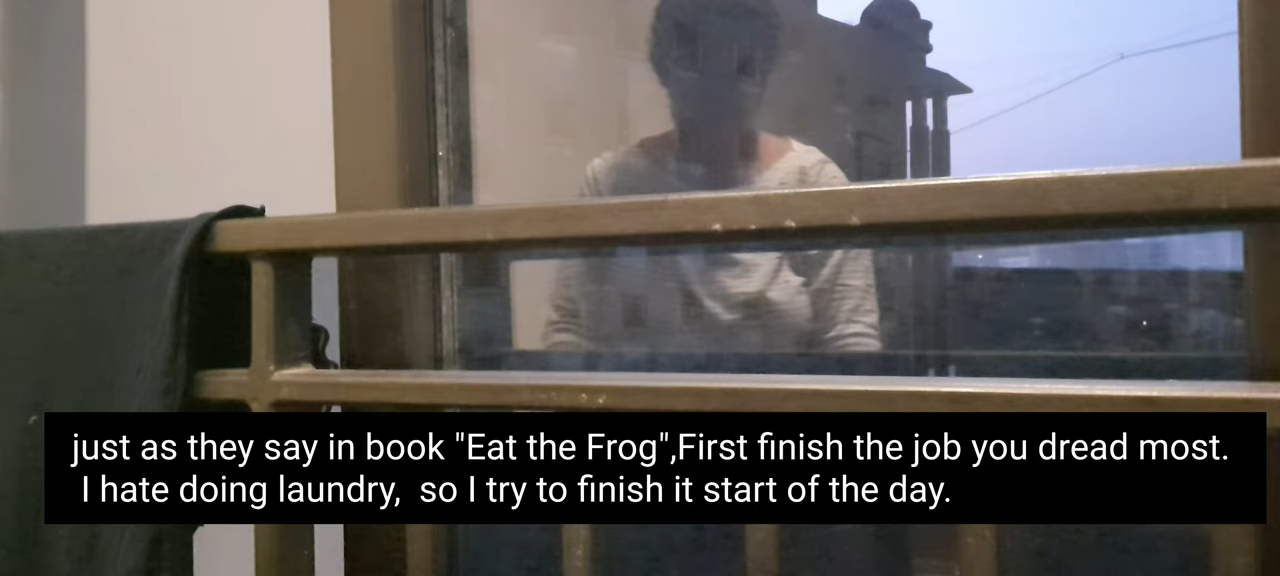 just as they say in book "Eat the Frog",First finish the job you dread most.
I hate doing laundry, so I try to finish it start of the day.